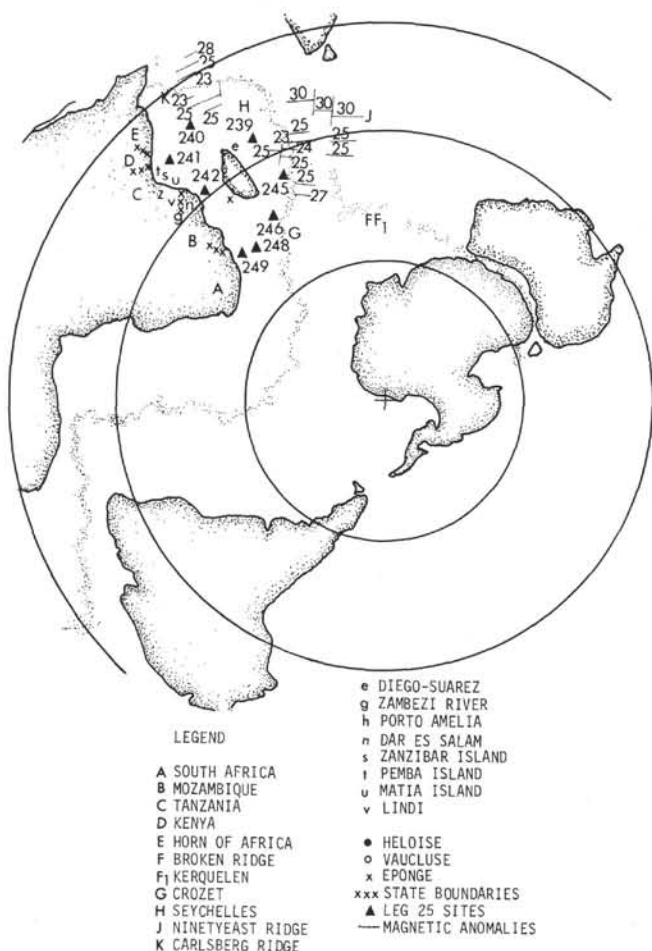 28
25
23
K 23
25 25
H
30
30
30 J
240
239
23 25
25
25 24 25
25
E
241
e
D
t s u
242
245
25
C
z v n
x
27
g
246
G
FF1
B
248
249
A
LEGEND
A SOUTH AFRICA
B MOZAMBIQUE
C TANZANIA
D KENYA
E HORN OF AFRICA
F BROKEN RIDGE
F1 KERQUELEN
G CROZET
H SEYCHELLES
J NINETYEAST RIDGE
K CARLSBERG RIDGE
e DIEGO-SUAREZ
g ZAMBEZI RIVER
h PORTO AMELIA
n DAR ES SALAM
s ZANZIBAR ISLAND
t PEMBA ISLAND
u MATIA ISLAND
v LINDI
● HELOISE
o VAUCLUSE
x EPONGE
xxx STATE BOUNDARIES
▲ LEG 25 SITES
— MAGNETIC ANOMALIES